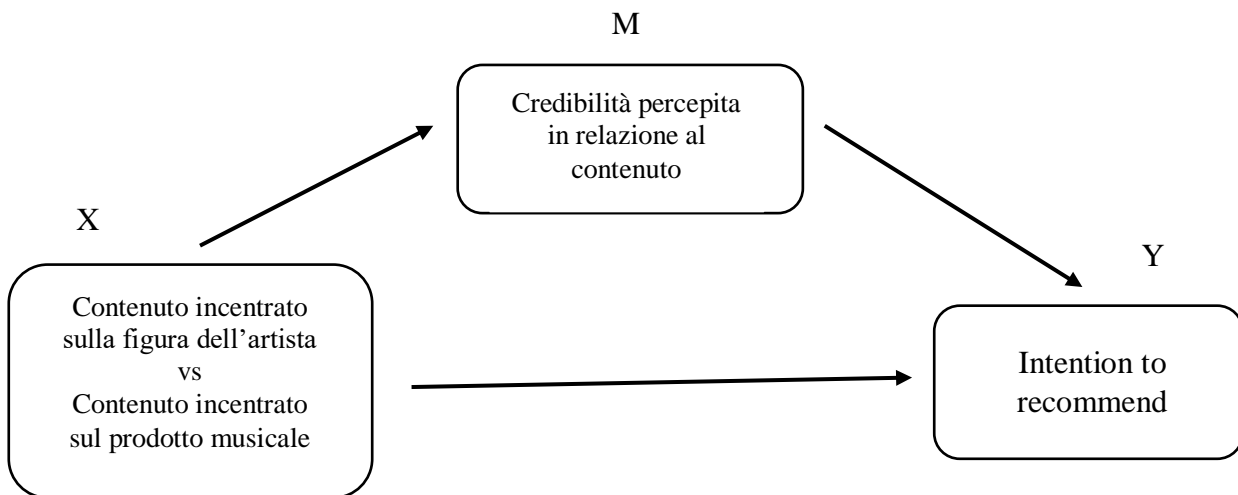 M
Credibilità percepita
in relazione al
contenuto
X
Contenuto incentrato
sulla figura dell’artista
vs
Contenuto incentrato
sul prodotto musicale
Y
Intention to
recommend